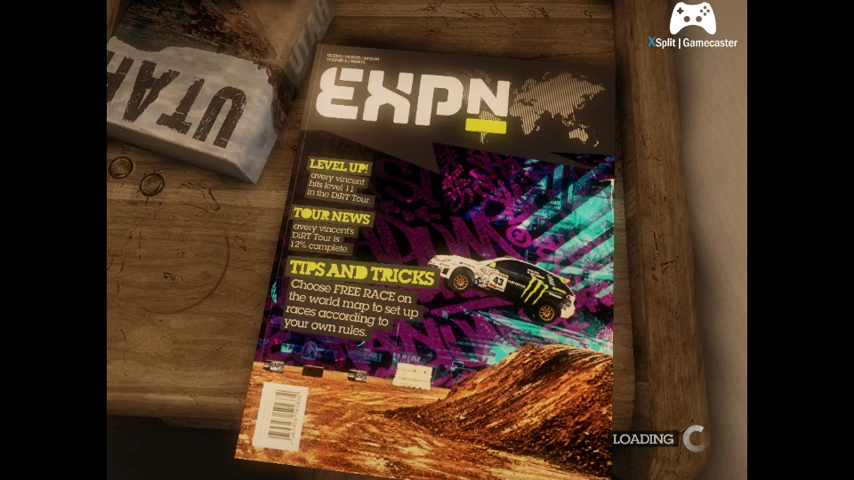 XSplit | Gamecaster
UTAH
UTAH
EXPN
LEVEL UP!
avery vincent
hits level 11
in the DiRT Tour
TOUR NEWS
avery vincent's
DiRT Tour is
12% complete.
TIPS AND TRICKS
Choose FREE RACE on
the world map to set up
races according to
your own rules.
43
LOADING